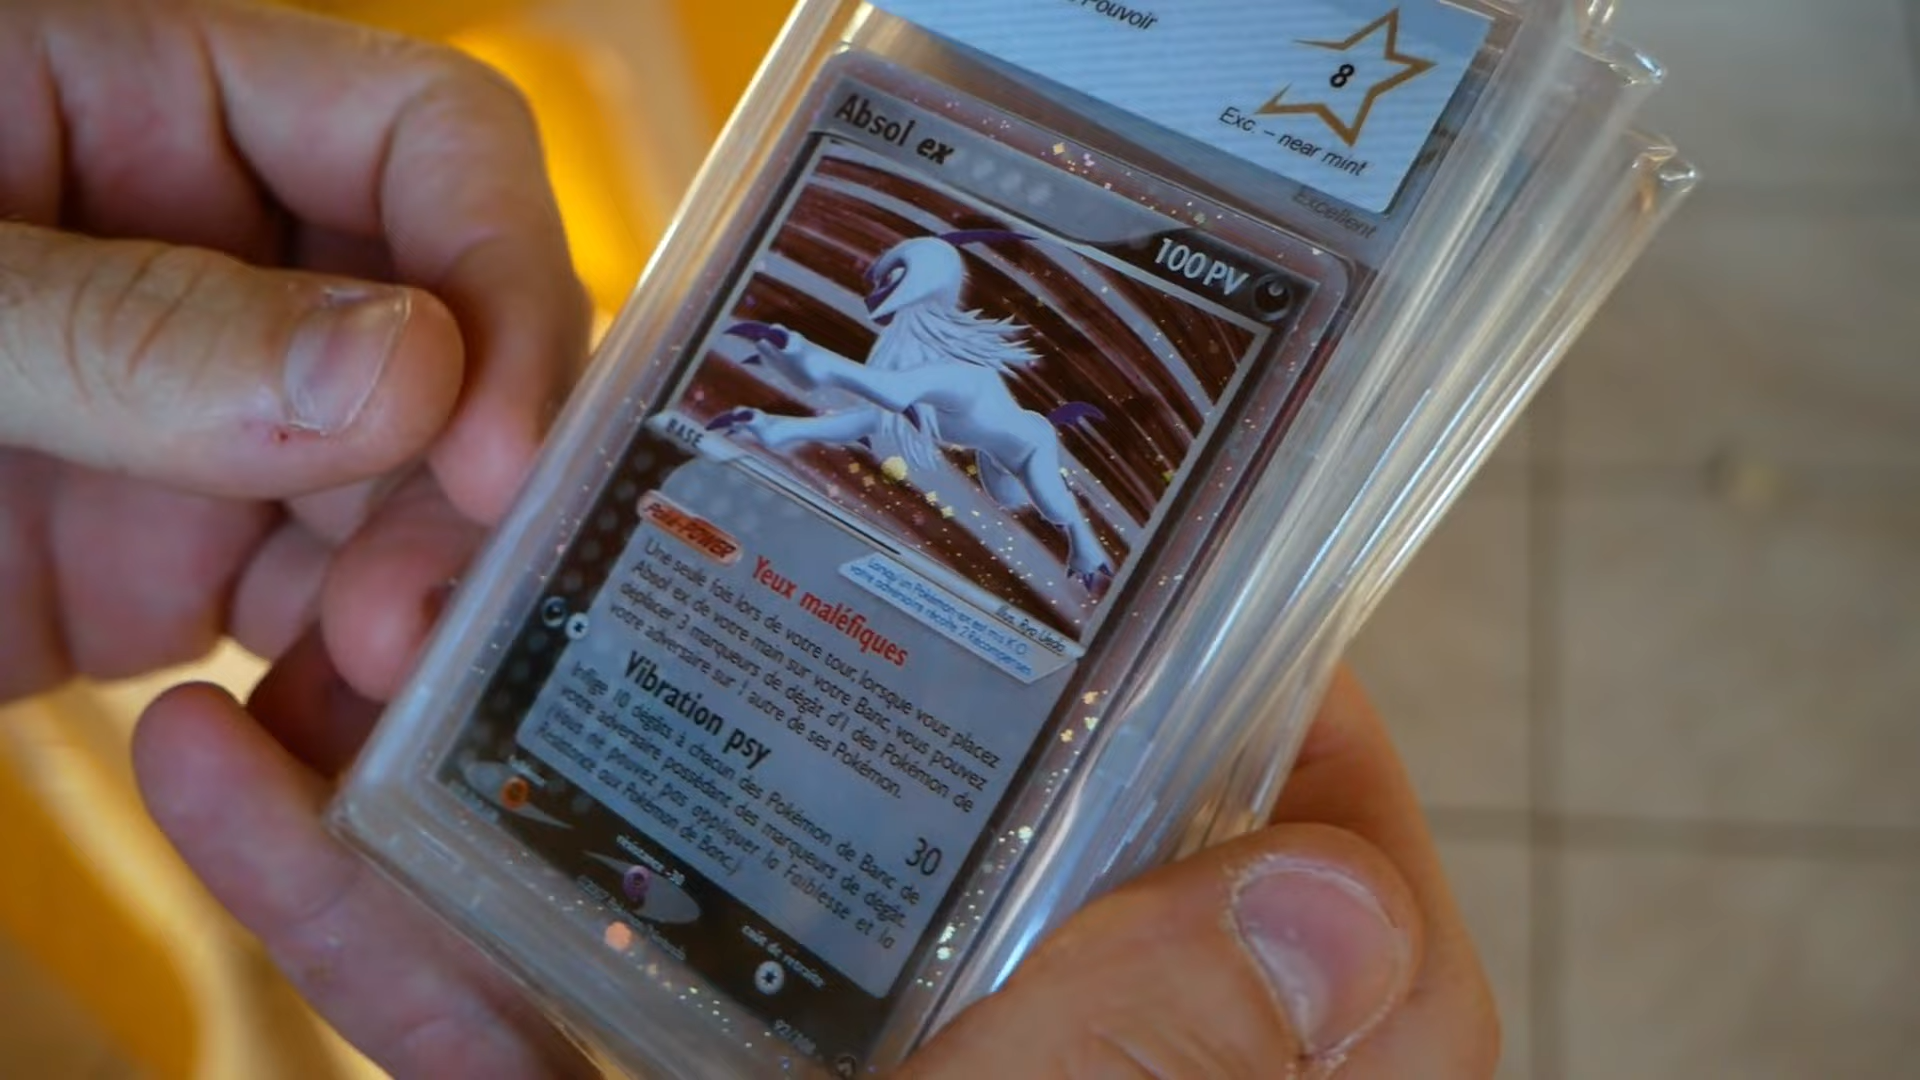 Pouvoir
8
Exc. – near mint
Excellent
Absol ex
100 PV
BASE
Illus. Ryo Ueda
Lorsqu'un Pokémon-ex est mis K.O.
votre adversaire récolte 2 Récompenses.
Poké-POWER Yeux maléfiques
Une seule fois lors de votre tour, lorsque vous placez
Absol ex de votre main sur votre Banc, vous pouvez
déplacer 3 marqueurs de dégât d'1 des Pokémon de
votre adversaire sur 1 autre de ses Pokémon.
Vibration psy 30
Inflige 10 dégâts à chacun des Pokémon de Banc de
votre adversaire possédant des marqueurs de dégât.
(Vous ne pouvez pas appliquer la Faiblesse et la
Résistance aux Pokémon de Banc.)
résistance -30
coût de retraite
92/108